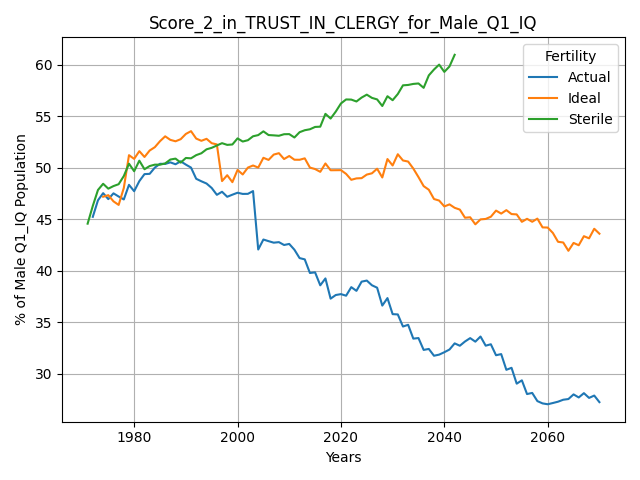 Score_2_in_TRUST_IN_CLERGY_for_Male_Q1_IQ
% of Male Q1_IQ Population
60
55
50
45
40
35
30
Fertility
Actual
Ideal
Sterile
1980
2000
2020
2040
2060
Years